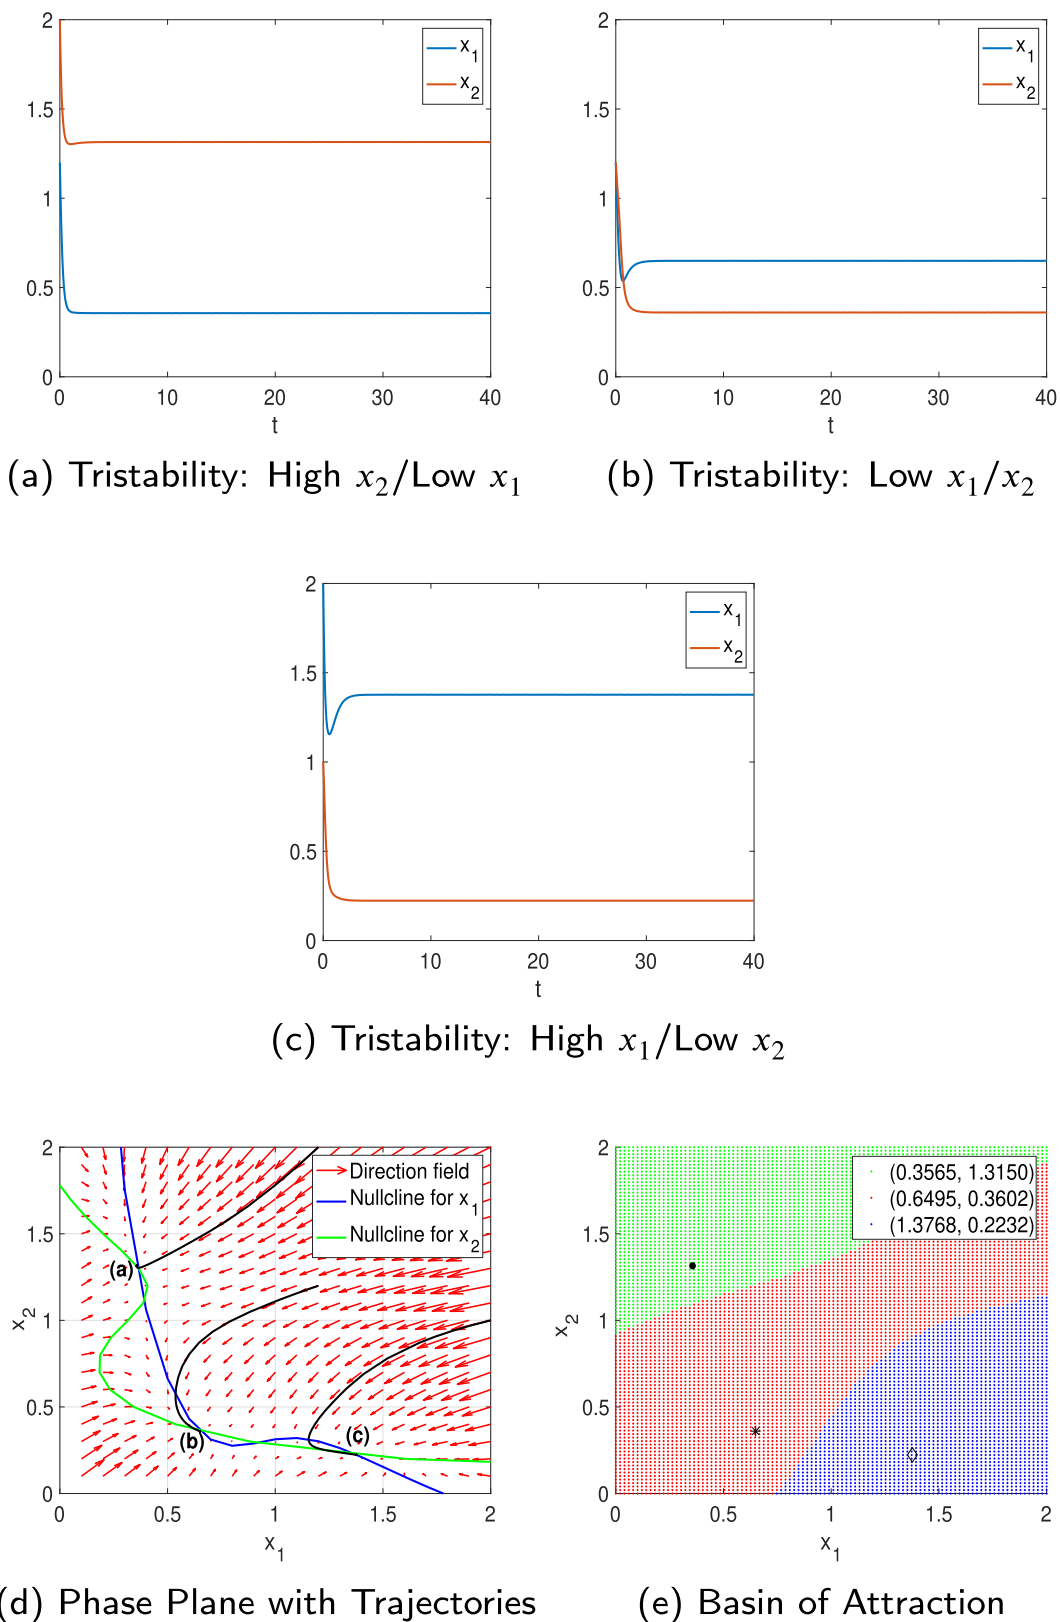 2
1.5
1
0.5
0
0 10 20 30 40
t
x1
x2
(a) Tristability: High x2/Low x1
2
1.5
1
0.5
0
0 10 20 30 40
t
x1
x2
(b) Tristability: Low x1/x2
2
1.5
1
0.5
0
0 10 20 30 40
t
x1
x2
(c) Tristability: High x1/Low x2
2
1.5
1
0.5
0
x2
0 0.5 1 1.5 2
x1
Direction field
Nullcline for x1
Nullcline for x2
(a)
(b)
(c)
(d) Phase Plane with Trajectories
2
1.5
1
0.5
0
x2
0 0.5 1 1.5 2
x1
(0.3565, 1.3150)
(0.6495, 0.3602)
(1.3768, 0.2232)
(e) Basin of Attraction